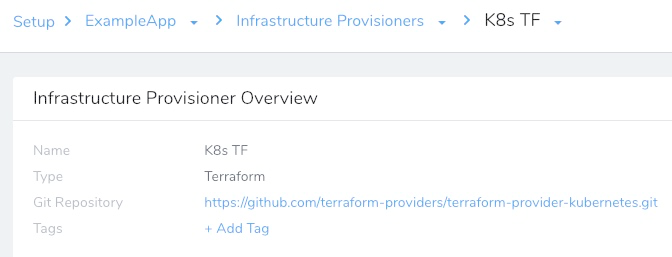 Setup > ExampleApp > Infrastructure Provisioners > K8s TF
Infrastructure Provisioner Overview
Name K8s TF
Type Terraform
Git Repository https://github.com/terraform-providers/terraform-provider-kubernetes.git
Tags + Add Tag